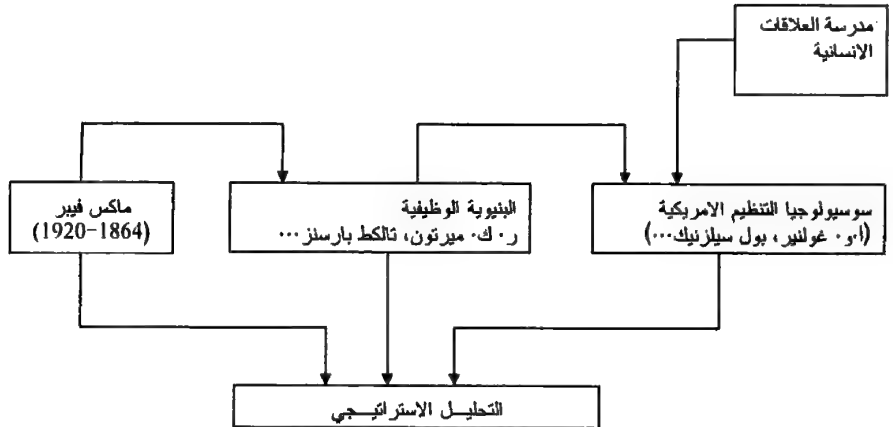 مدرسة العلاقات
الانسانية
سوسيولوجيا التنظيم الامريكية
(أ.و. غولنير، بول سيلزنيك...)
البنيوية الوظيفية
ر. ك. ميرتون، تالكط بارسنز...
ماكس فيبر
(1864-1920)
التحليل الاستراتيجي